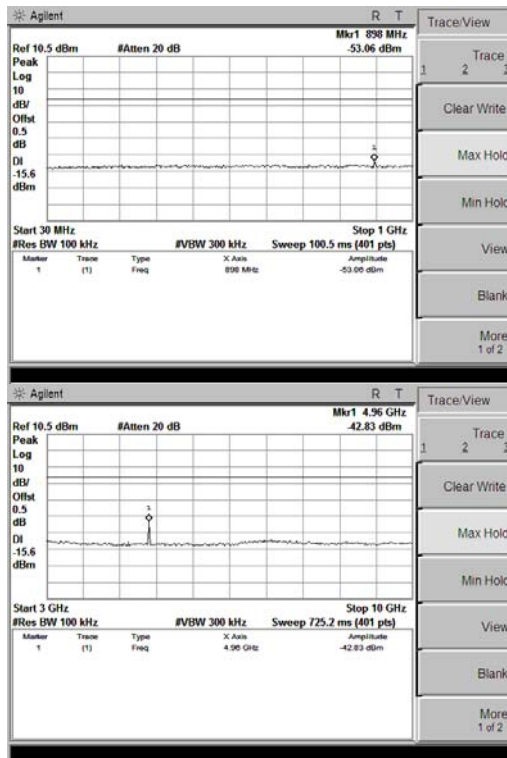 Agilent R T
Trace/View
Mkr1 898 MHz
Ref 10.5 dBm #Atten 20 dB -53.06 dBm
Peak
Log
10
dB/
Offst
0.5
dB
DI
-15.6
dBm
1
Start 30 MHz Stop 1 GHz
#Res BW 100 kHz #VBW 300 kHz Sweep 100.5 ms (401 pts)
Marker Trace Type X Axis Amplitude
1 (1) Freq 898 MHz -53.06 dBm
Trace
1 2 3
Clear Write
Max Hold
Min Hold
View
Blank
More
1 of 2
Agilent R T
Trace/View
Mkr1 4.96 GHz
Ref 10.5 dBm #Atten 20 dB -42.83 dBm
Peak
Log
10
dB/
Offst
0.5
dB
DI
-15.6
dBm
1
Start 3 GHz Stop 10 GHz
#Res BW 100 kHz #VBW 300 kHz Sweep 725.2 ms (401 pts)
Marker Trace Type X Axis Amplitude
1 (1) Freq 4.96 GHz -42.83 dBm
Trace
1 2 3
Clear Write
Max Hold
Min Hold
View
Blank
More
1 of 2